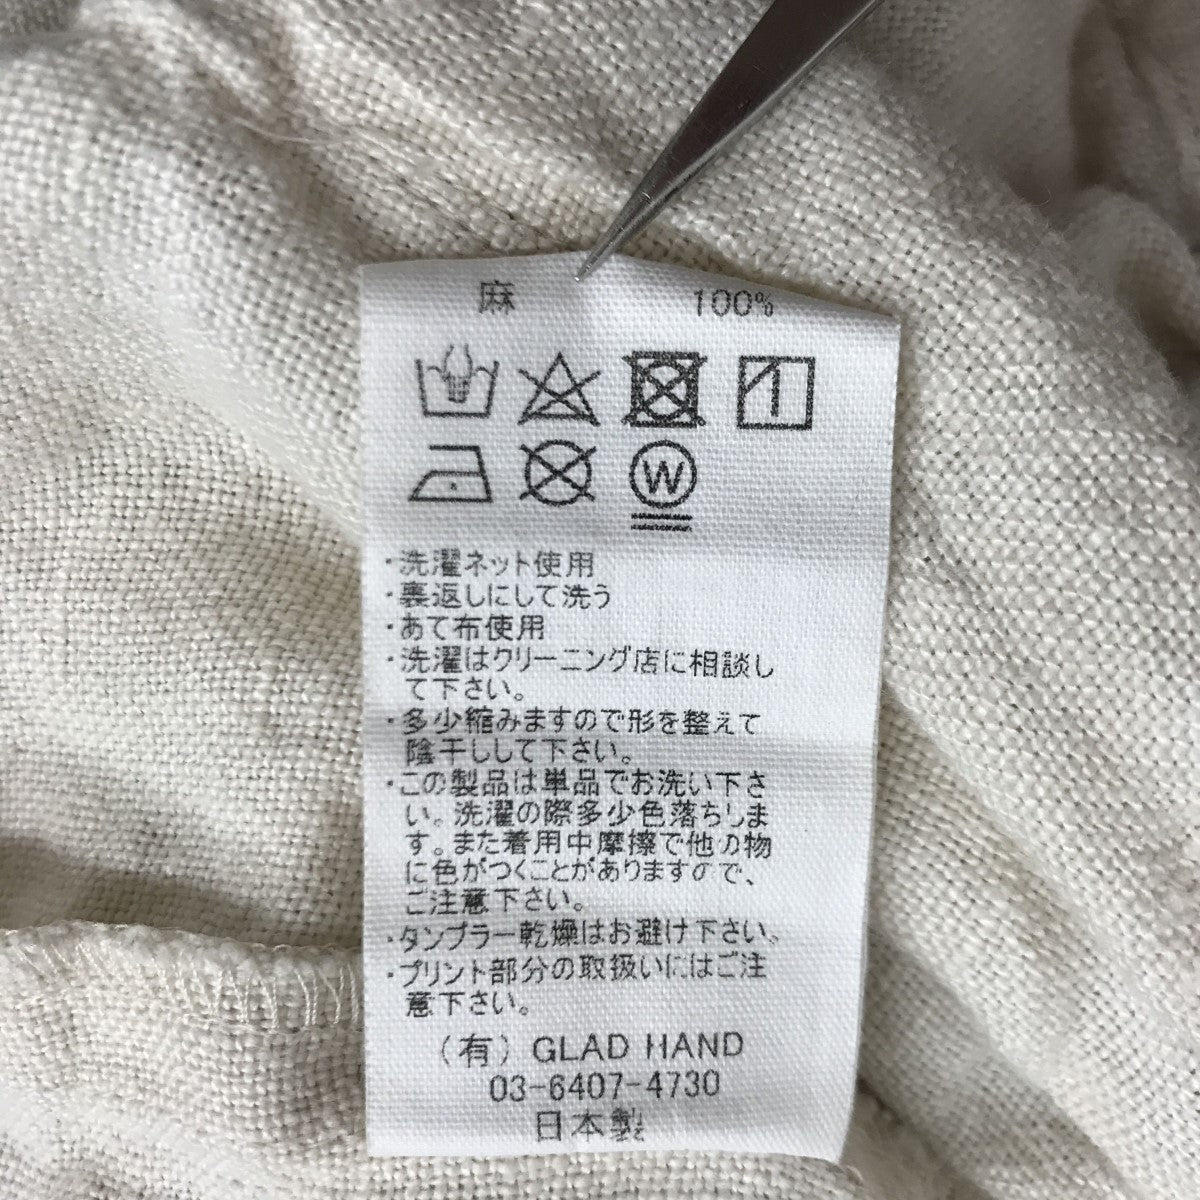 麻 100%
W
・洗濯ネット使用
・裏返しにして洗う
・あて布使用
・洗濯はクリーニング店に相談し
て下さい。
・多少縮みますので形を整えて
陰干しして下さい。
・この製品は単品でお洗い下さ
い。洗濯の際多少色落ちしま
す。また着用中摩擦で他の物
に色がつくことがありますので、
ご注意下さい。
・タンブラー乾燥はお避け下さい。
・プリント部分の取扱いにはご注
意下さい。
（有）GLAD HAND
03-6407-4730
日本製